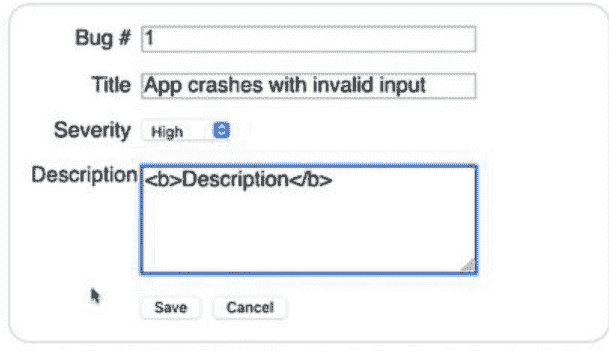 Bug # 1
Title App crashes with invalid input
Severity High
Description <b>Description</b>
Save Cancel